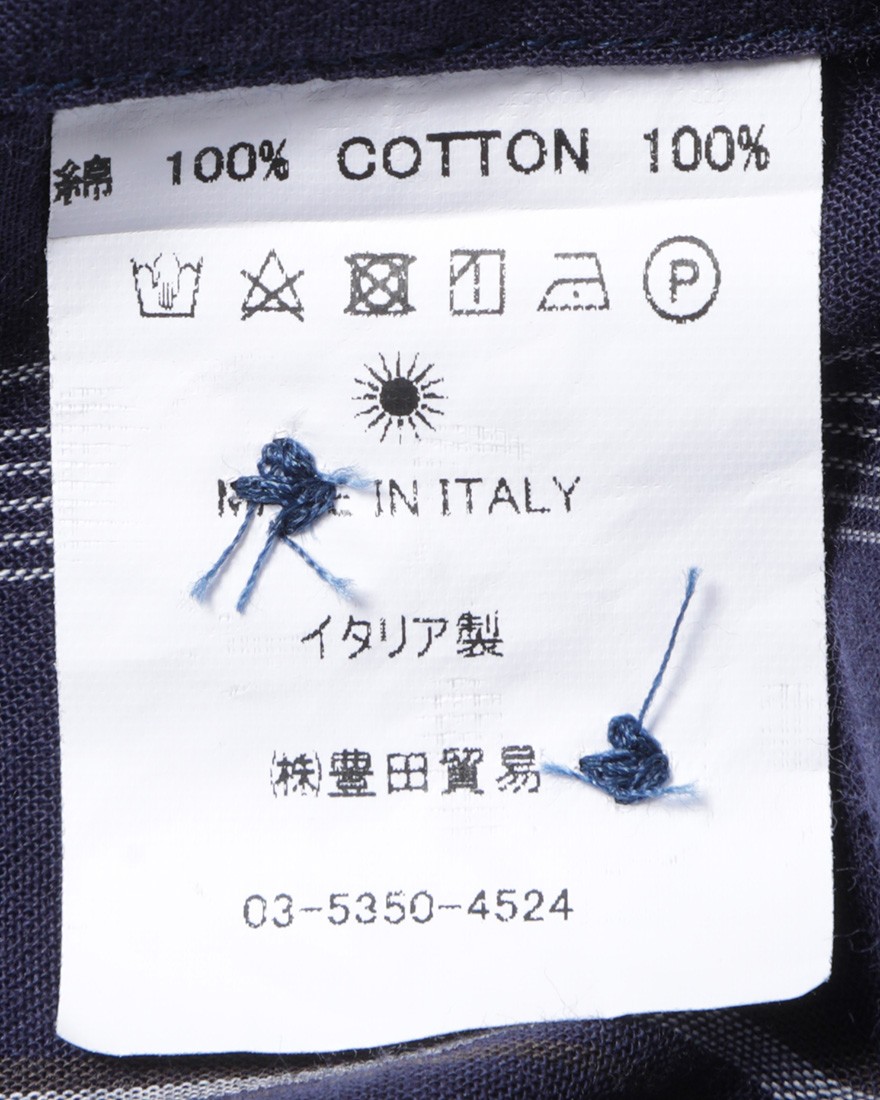 綿 100% COTTON 100%
P
MADE IN ITALY
イタリア製
㈱豊田貿易
03-5350-4524